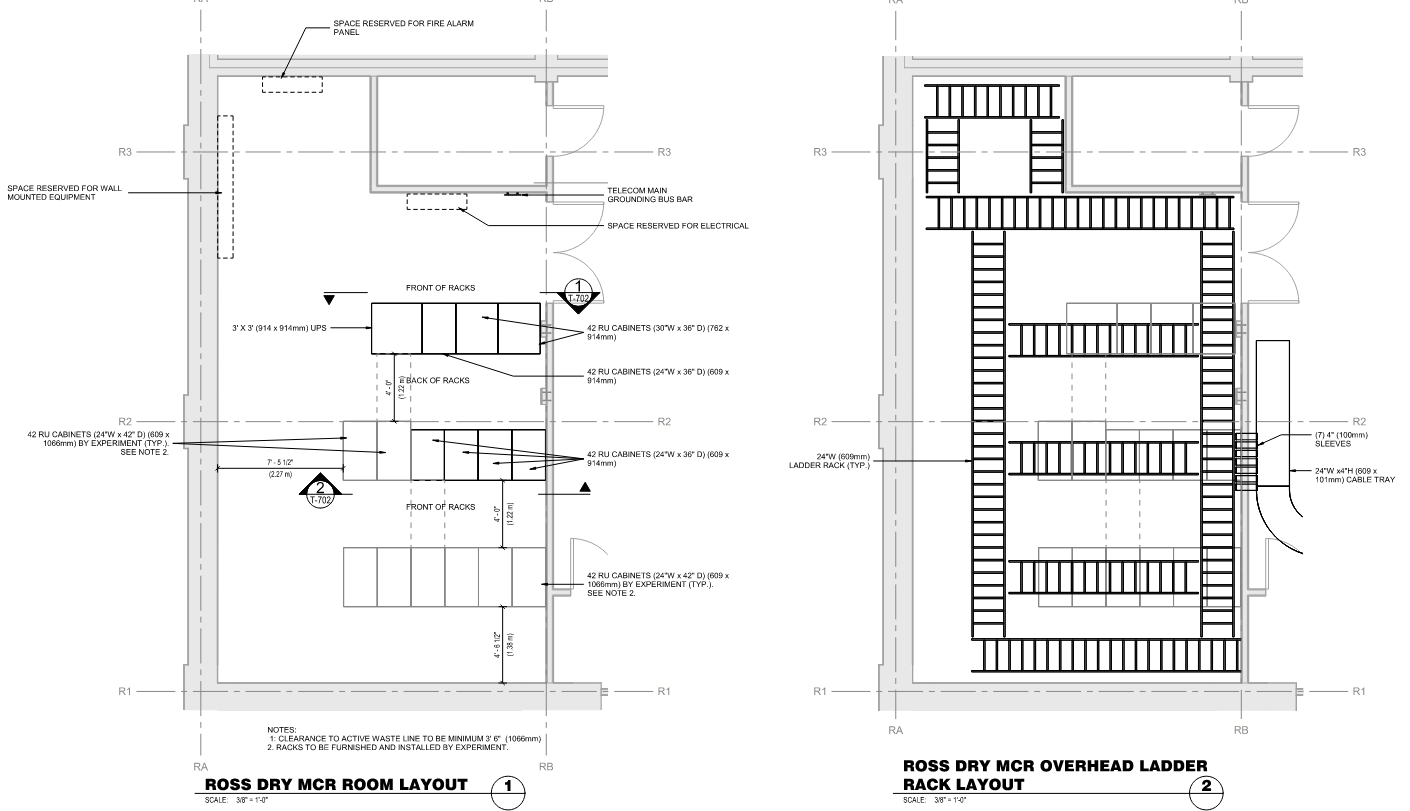 RA
RB
SPACE RESERVED FOR FIRE ALARM
PANEL
R3
R3
SPACE RESERVED FOR WALL
MOUNTED EQUIPMENT
TELECOM MAIN
GROUNDING BUS BAR
SPACE RESERVED FOR ELECTRICAL
FRONT OF RACKS
1
T-702
3' X 3' (914 x 914mm) UPS
42 RU CABINETS (30"W x 36" D) (762 x
914mm)
42 RU CABINETS (24"W x 36" D) (609 x
914mm)
4' - 0"
(1.22 m)
BACK OF RACKS
R2
R2
42 RU CABINETS (24"W x 42" D) (609 x
1066mm) BY EXPERIMENT (TYP.).
SEE NOTE 2.
42 RU CABINETS (24"W x 36" D) (609 x
914mm)
7' - 5 1/2"
(2.27 m)
2
T-702
FRONT OF RACKS
4' - 0"
(1.22 m)
42 RU CABINETS (24"W x 42" D) (609 x
1066mm) BY EXPERIMENT (TYP.).
SEE NOTE 2.
4' - 6 1/2"
(1.38 m)
R1
R1
NOTES:
1: CLEARANCE TO ACTIVE WASTE LINE TO BE MINIMUM 3' 6" (1066mm)
2. RACKS TO BE FURNISHED AND INSTALLED BY EXPERIMENT.
RA
RB
ROSS DRY MCR ROOM LAYOUT
1
SCALE: 3/8" = 1'-0"
RA
RB
R3
R3
R2
R2
24"W (609mm)
LADDER RACK (TYP.)
(7) 4" (100mm)
SLEEVES
24"W x4"H (609 x
101mm) CABLE TRAY
R1
R1
RA
RB
ROSS DRY MCR OVERHEAD LADDER
RACK LAYOUT
2
SCALE: 3/8" = 1'-0"